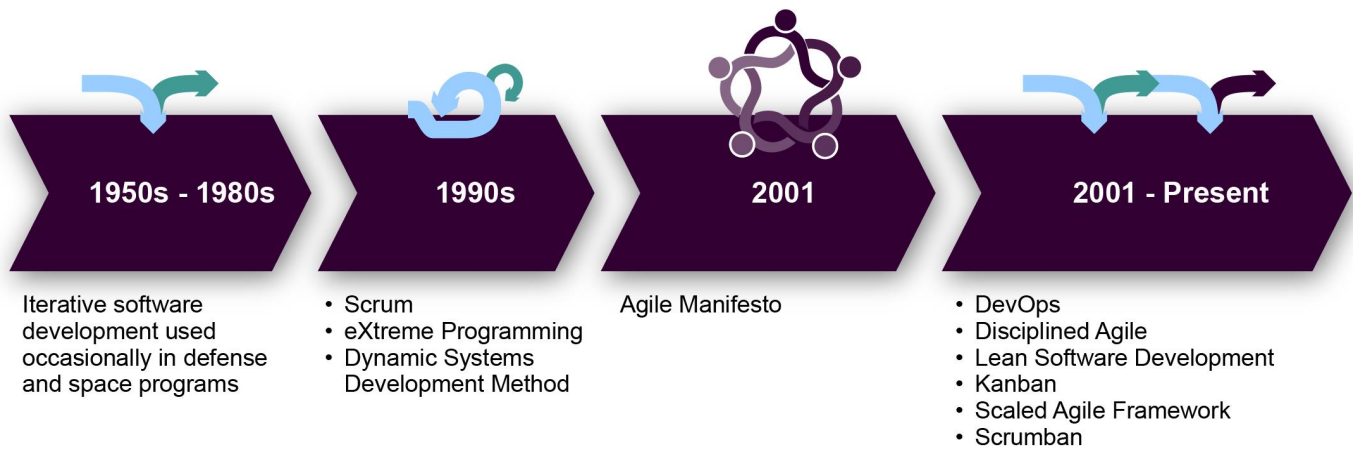 1950s - 1980s
Iterative software
development used
occasionally in defense
and space programs
1990s
• Scrum
• eXtreme Programming
• Dynamic Systems
Development Method
2001
Agile Manifesto
2001 - Present
• DevOps
• Disciplined Agile
• Lean Software Development
• Kanban
• Scaled Agile Framework
• Scrumban